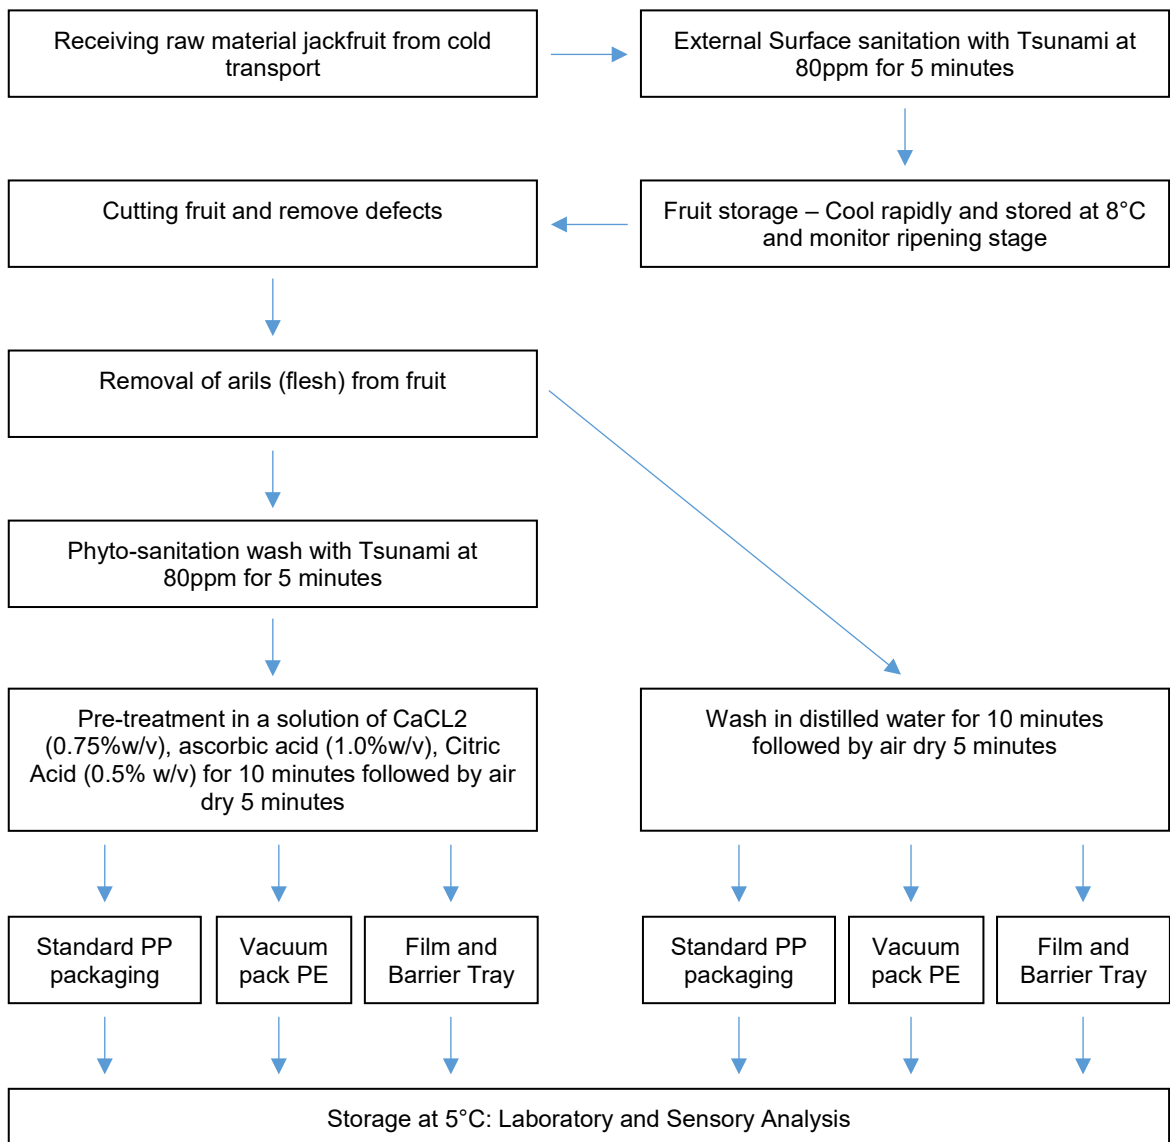 Receiving raw material jackfruit from cold
transport
External Surface sanitation with Tsunami at
80ppm for 5 minutes
Fruit storage – Cool rapidly and stored at 8°C
and monitor ripening stage
Cutting fruit and remove defects
Removal of arils (flesh) from fruit
Phyto-sanitation wash with Tsunami at
80ppm for 5 minutes
Pre-treatment in a solution of CaCL2
(0.75%w/v), ascorbic acid (1.0%w/v), Citric
Acid (0.5% w/v) for 10 minutes followed by air
dry 5 minutes
Wash in distilled water for 10 minutes
followed by air dry 5 minutes
Standard PP
packaging
Vacuum
pack PE
Film and
Barrier Tray
Standard PP
packaging
Vacuum
pack PE
Film and
Barrier Tray
Storage at 5°C: Laboratory and Sensory Analysis